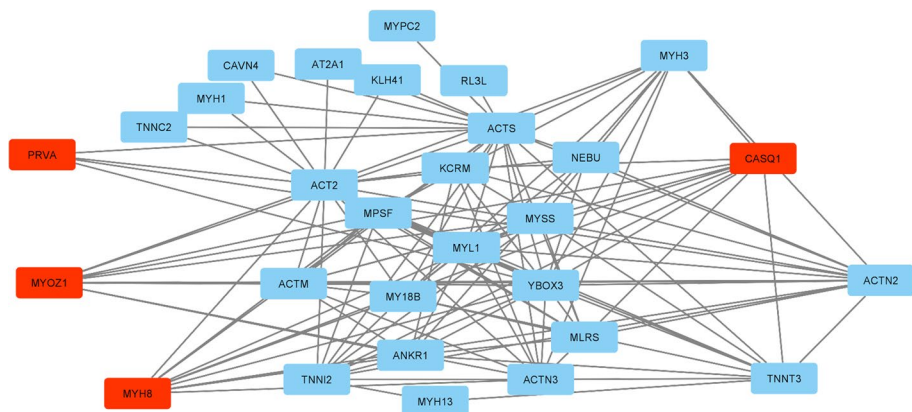 MYPC2
MYH3
CAVN4
AT2A1
KLH41
RL3L
MYH1
TNNC2
ACTS
PRVA
NEBU
CASQ1
KCRM
ACT2
MPSF
MYSS
MYL1
MYOZ1
ACTM
MY18B
YBOX3
ACTN2
MLRS
ANKR1
TNNI2
ACTN3
TNNT3
MYH8
MYH13